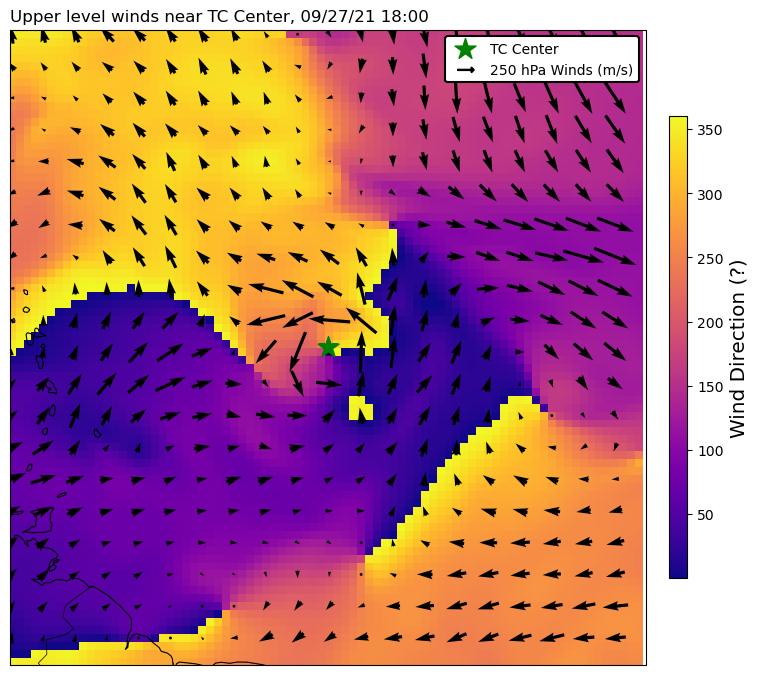 Upper level winds near TC Center, 09/27/21 18:00
TC Center
250 hPa Winds (m/s)
350
300
250
200
150
100
50
Wind Direction (?)